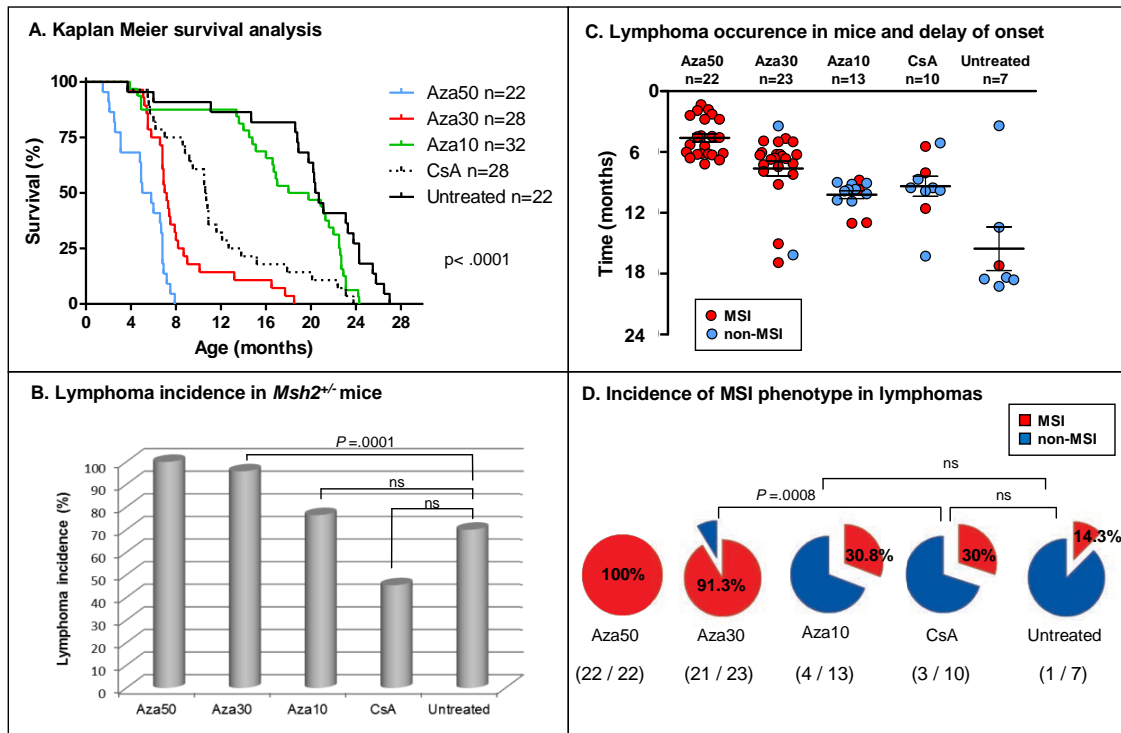 A. Kaplan Meier survival analysis
100
75
50
25
0
Survival (%)
0 4 8 12 16 20 24 28
Age (months)
Aza50 n=22
Aza30 n=28
Aza10 n=32
CsA n=28
Untreated n=22
p< .0001
C. Lymphoma occurence in mice and delay of onset
Aza50 Aza30 Aza10 CsA Untreated
n=22 n=23 n=13 n=10 n=7
0
6
12
18
24
Time (months)
MSI
non-MSI
B. Lymphoma incidence in Msh2+/- mice
P =.0001
ns
ns
100
90
80
70
60
50
40
30
20
10
0
Lymphoma incidence (%)
Aza50 Aza30 Aza10 CsA Untreated
D. Incidence of MSI phenotype in lymphomas
MSI
non-MSI
ns
P =.0008
ns
100% 91.3% 30.8% 30% 14.3%
Aza50 Aza30 Aza10 CsA Untreated
(22 / 22) (21 / 23) (4 / 13) (3 / 10) (1 / 7)